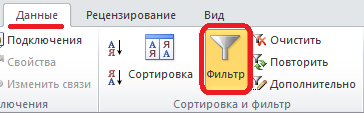 Данные Рецензирование Вид
Подключения
Свойства
Изменить связи
Сортировка
Фильтр
Очистить
Повторить
Дополнительно
лючения Сортировка и фильтр